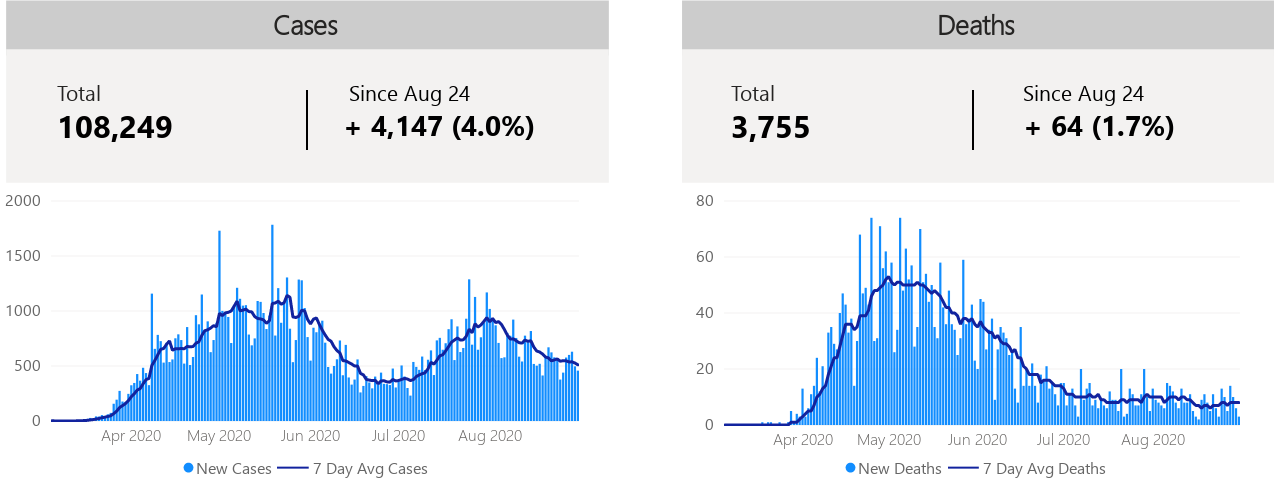 Cases
Total
108,249
Since Aug 24
+ 4,147 (4.0%)
2000
1500
1000
500
0
Apr 2020 May 2020 Jun 2020 Jul 2020 Aug 2020
New Cases 7 Day Avg Cases
Deaths
Total
3,755
Since Aug 24
+ 64 (1.7%)
80
60
40
20
0
Apr 2020 May 2020 Jun 2020 Jul 2020 Aug 2020
New Deaths 7 Day Avg Deaths